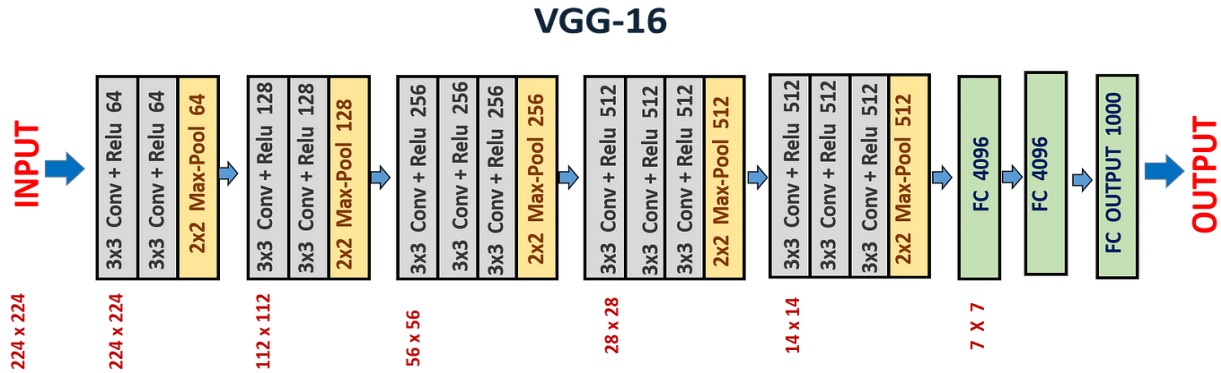 VGG-16
INPUT
3x3 Conv + Relu 64
3x3 Conv + Relu 64
2x2 Max-Pool 64
3x3 Conv + Relu 128
3x3 Conv + Relu 128
2x2 Max-Pool 128
3x3 Conv + Relu 256
3x3 Conv + Relu 256
3x3 Conv + Relu 256
2x2 Max-Pool 256
3x3 Conv + Relu 512
3x3 Conv + Relu 512
3x3 Conv + Relu 512
2x2 Max-Pool 512
3x3 Conv + Relu 512
3x3 Conv + Relu 512
3x3 Conv + Relu 512
2x2 Max-Pool 512
FC 4096
FC 4096
FC OUTPUT 1000
OUTPUT
224 x 224
224 x 224
112 x 112
56 x 56
28 x 28
14 x 14
7 X 7